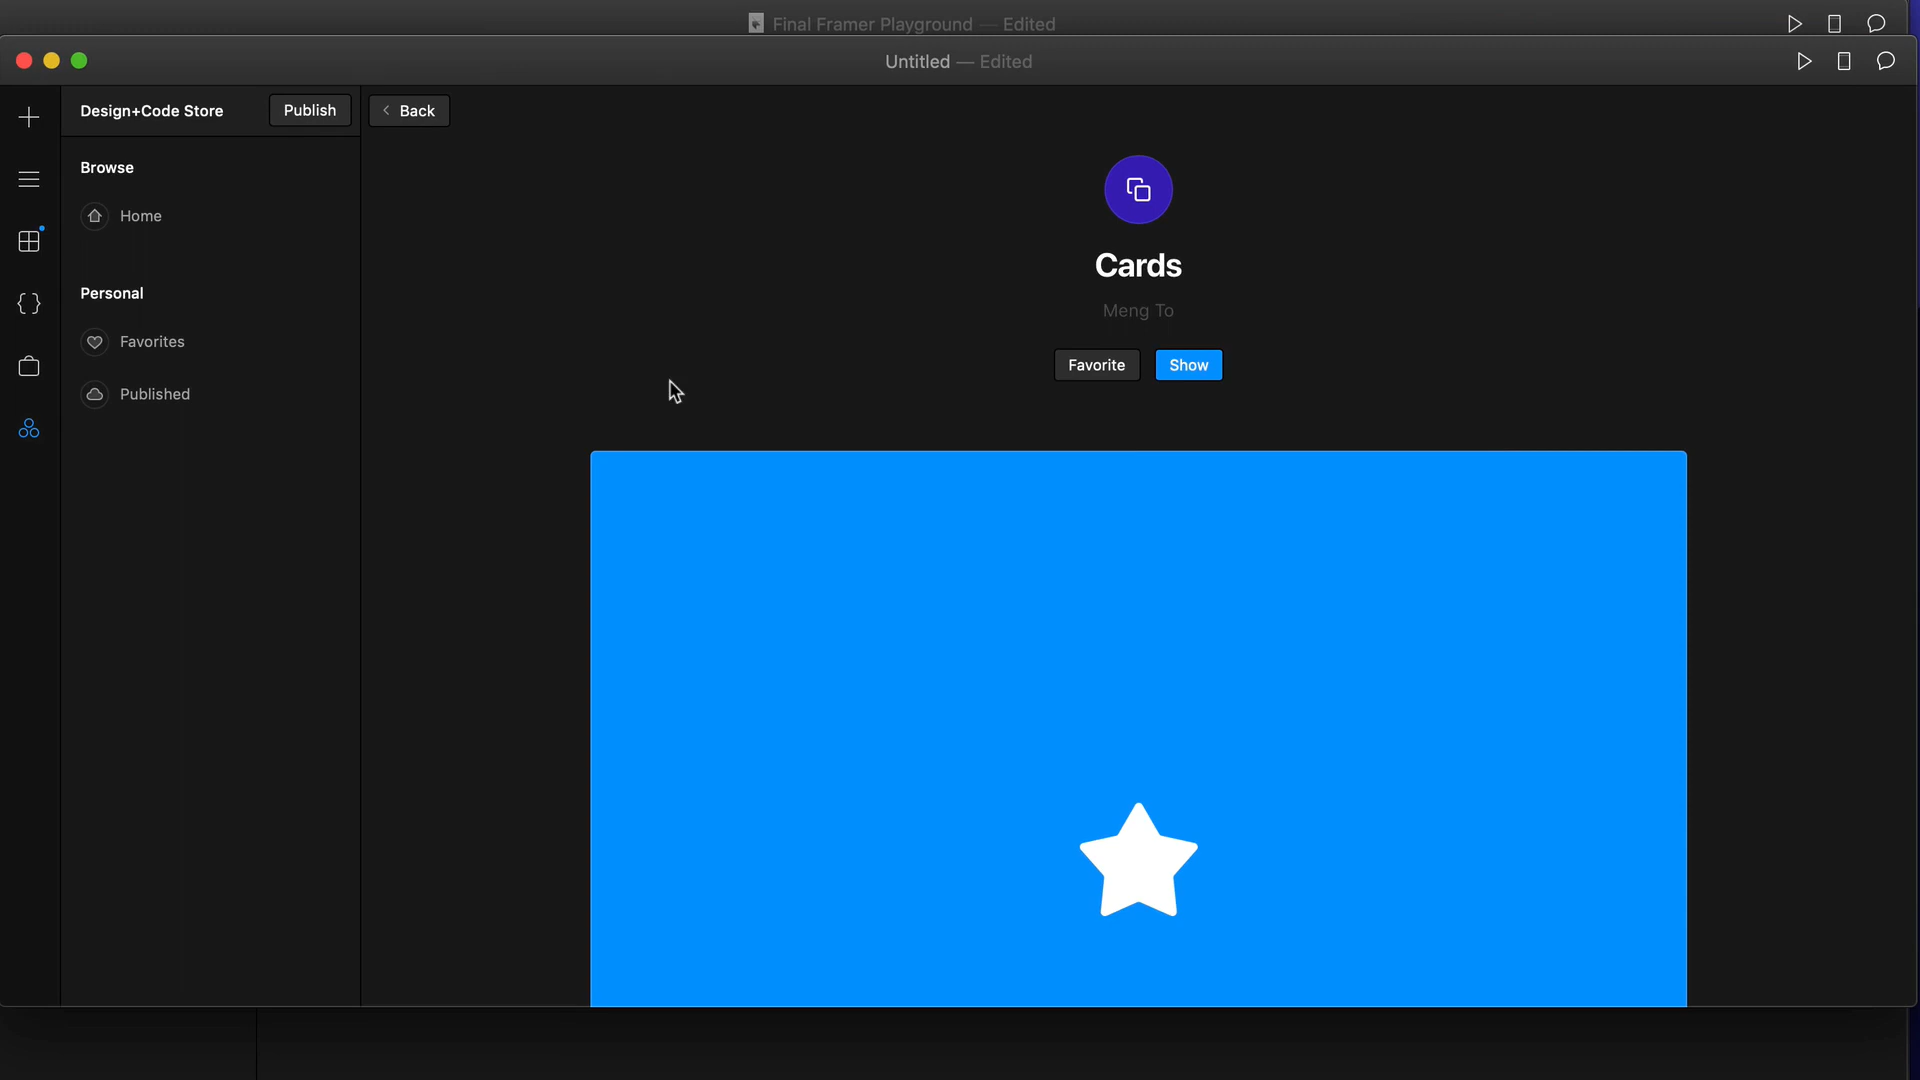 Final Framer Playground — Edited
Untitled — Edited
Design+Code Store
Publish
Back
Browse
Home
Personal
Favorites
Published
Cards
Meng To
Favorite
Show